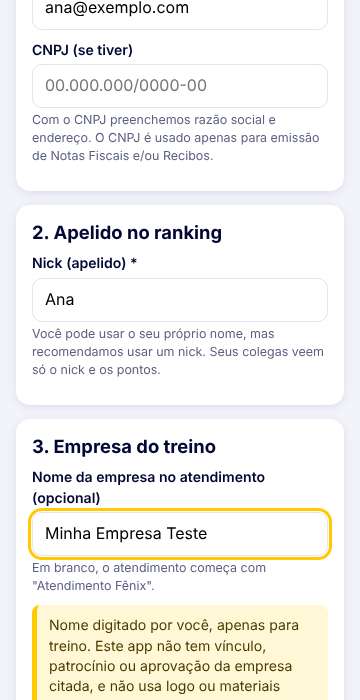 ana@exemplo.com
CNPJ (se tiver)
00.000.000/0000-00
Com o CNPJ preenchemos razão social e
endereço. O CNPJ é usado apenas para emissão
de Notas Fiscais e/ou Recibos.
2. Apelido no ranking
Nick (apelido) *
Ana
Você pode usar o seu próprio nome, mas
recomendamos usar um nick. Seus colegas veem
só o nick e os pontos.
3. Empresa do treino
Nome da empresa no atendimento
(opcional)
Minha Empresa Teste
Em branco, o atendimento começa com
"Atendimento Fênix".
Nome digitado por você, apenas para
treino. Este app não tem vínculo,
patrocínio ou aprovação da empresa
citada, e não usa logo ou materiais